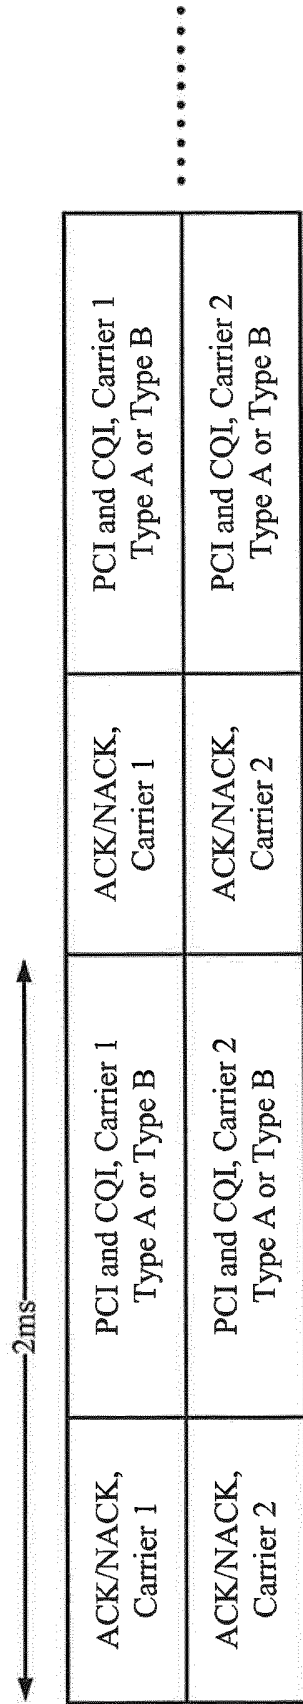 2ms
ACK/NACK,
Carrier 1
PCI and CQI, Carrier 1
Type A or Type B
ACK/NACK,
Carrier 1
PCI and CQI, Carrier 1
Type A or Type B
ACK/NACK,
Carrier 2
PCI and CQI, Carrier 2
Type A or Type B
ACK/NACK,
Carrier 2
PCI and CQI, Carrier 2
Type A or Type B